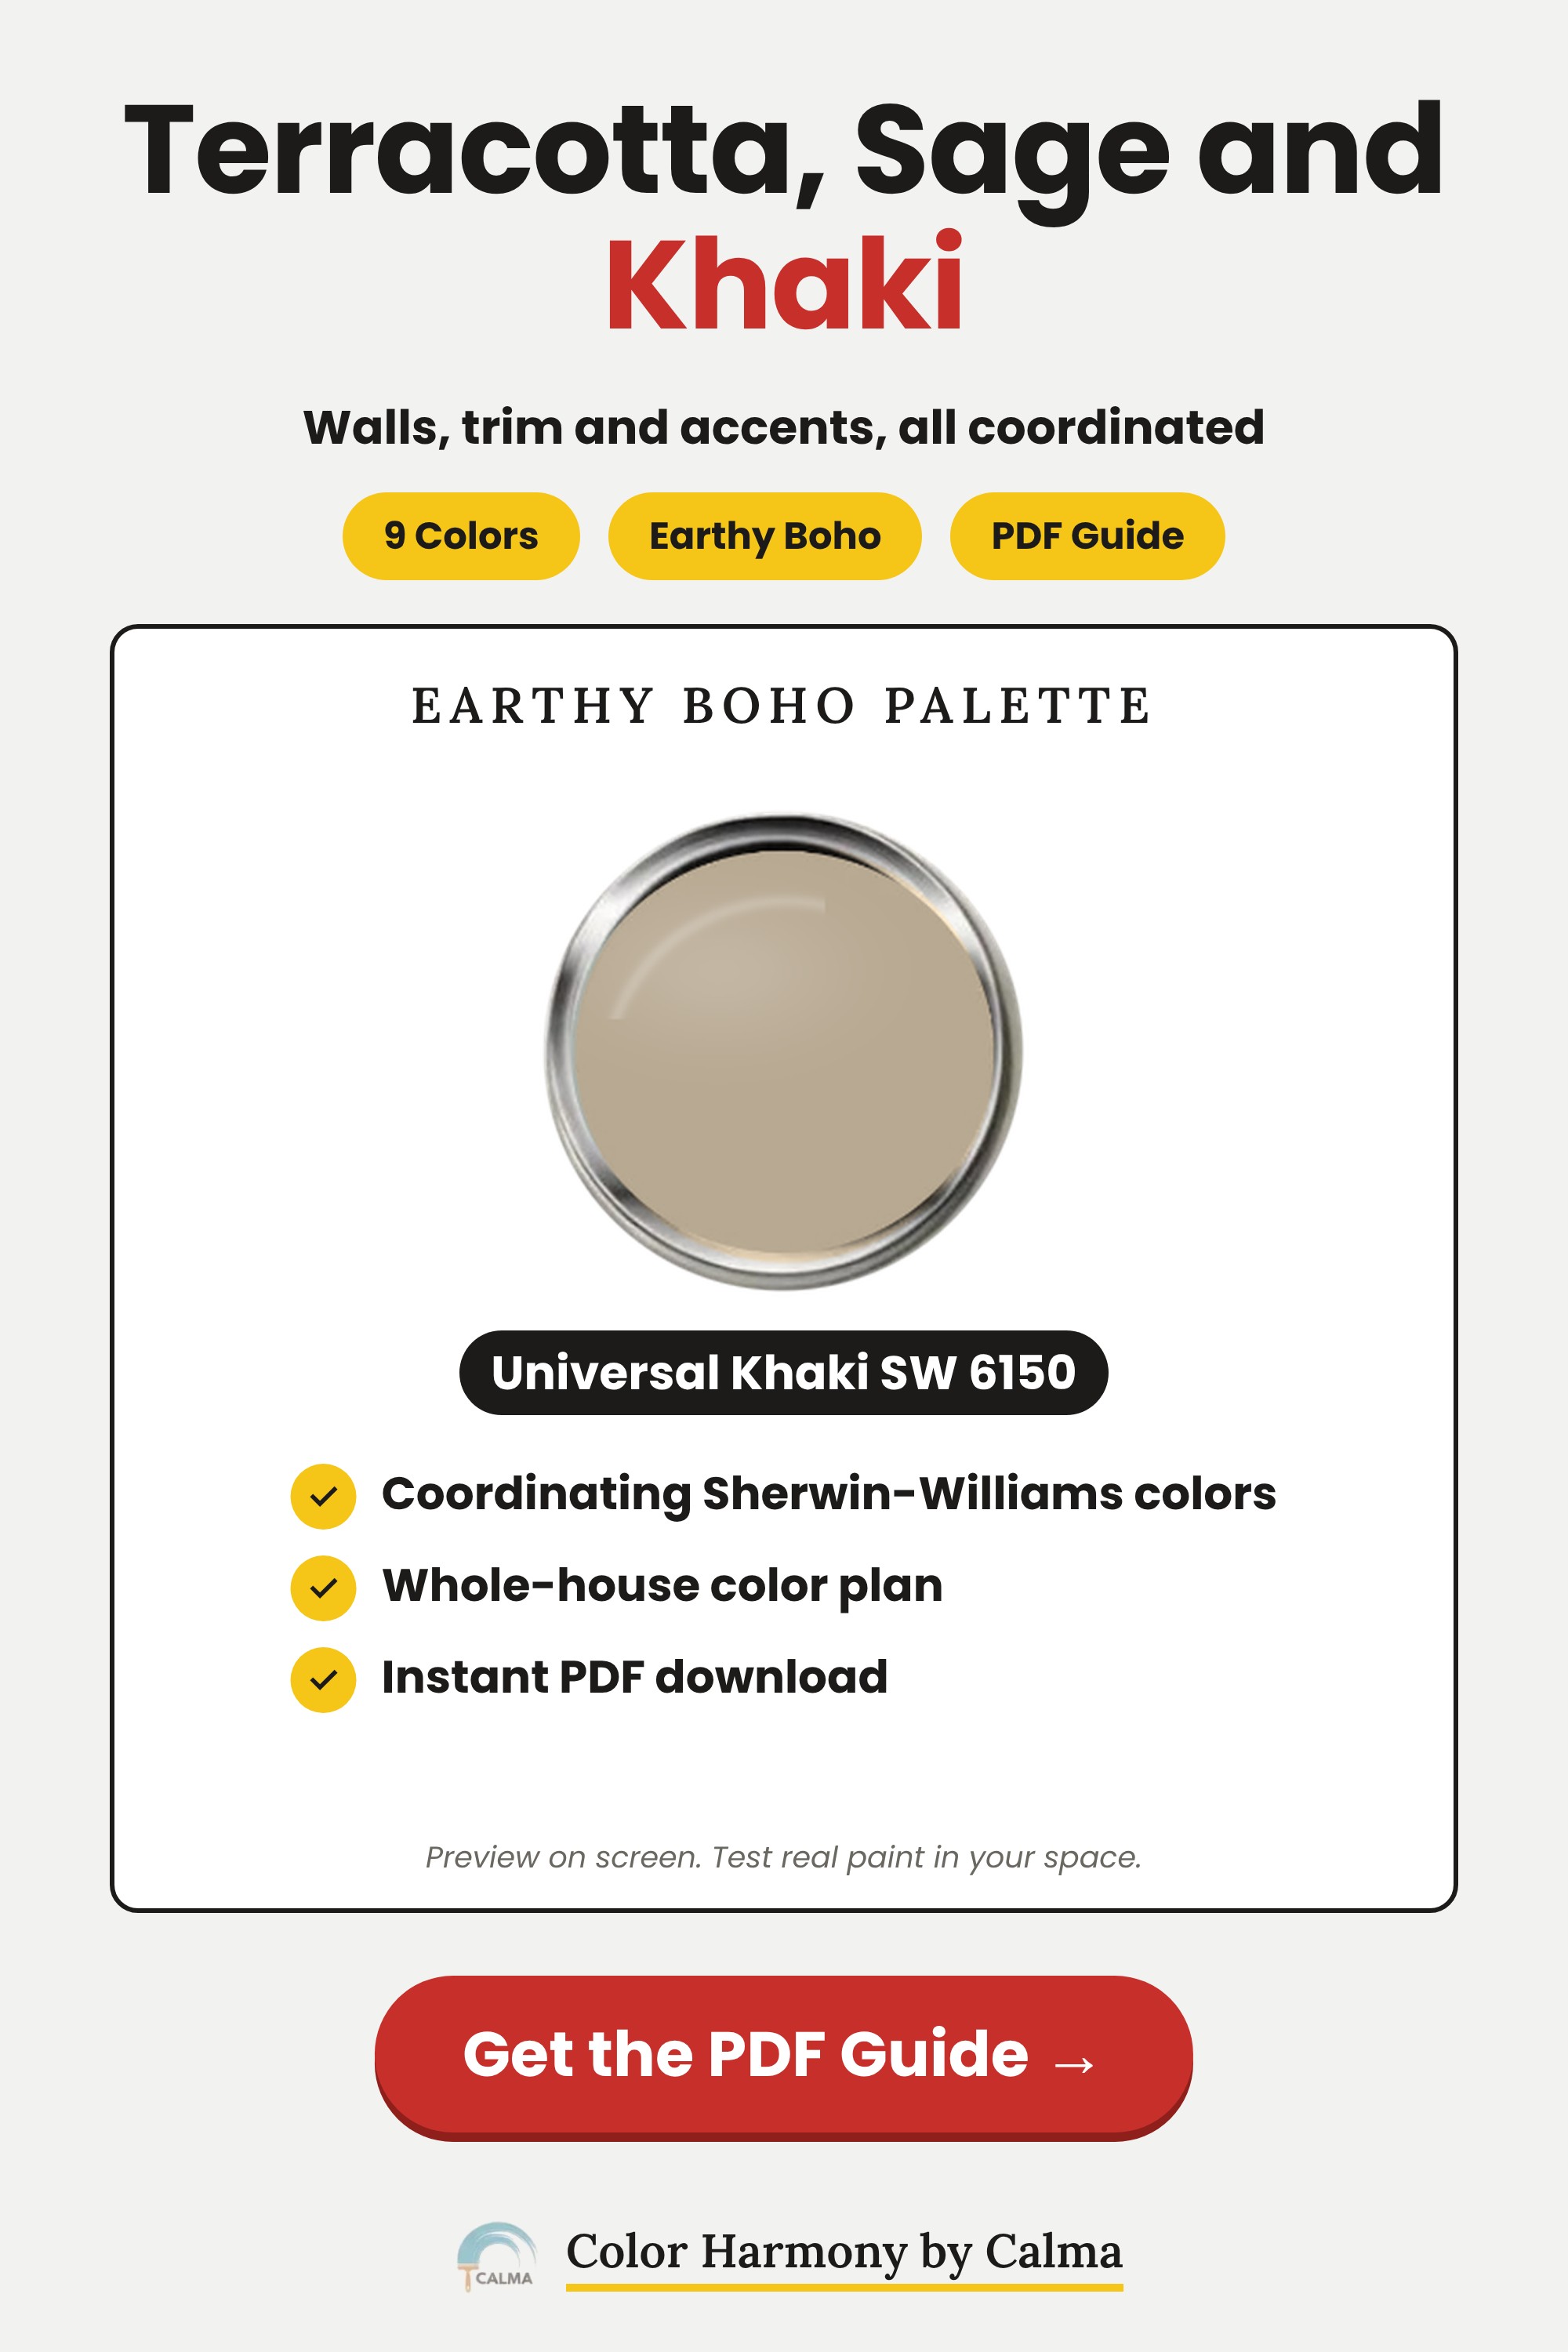 Terracotta, Sage and
Khaki
Walls, trim and accents, all coordinated
9 Colors
Earthy Boho
PDF Guide
EARTHY BOHO PALETTE
Universal Khaki SW 6150
Coordinating Sherwin-Williams colors
Whole-house color plan
Instant PDF download
Preview on screen. Test real paint in your space.
Get the PDF Guide →
CALMA
Color Harmony by Calma